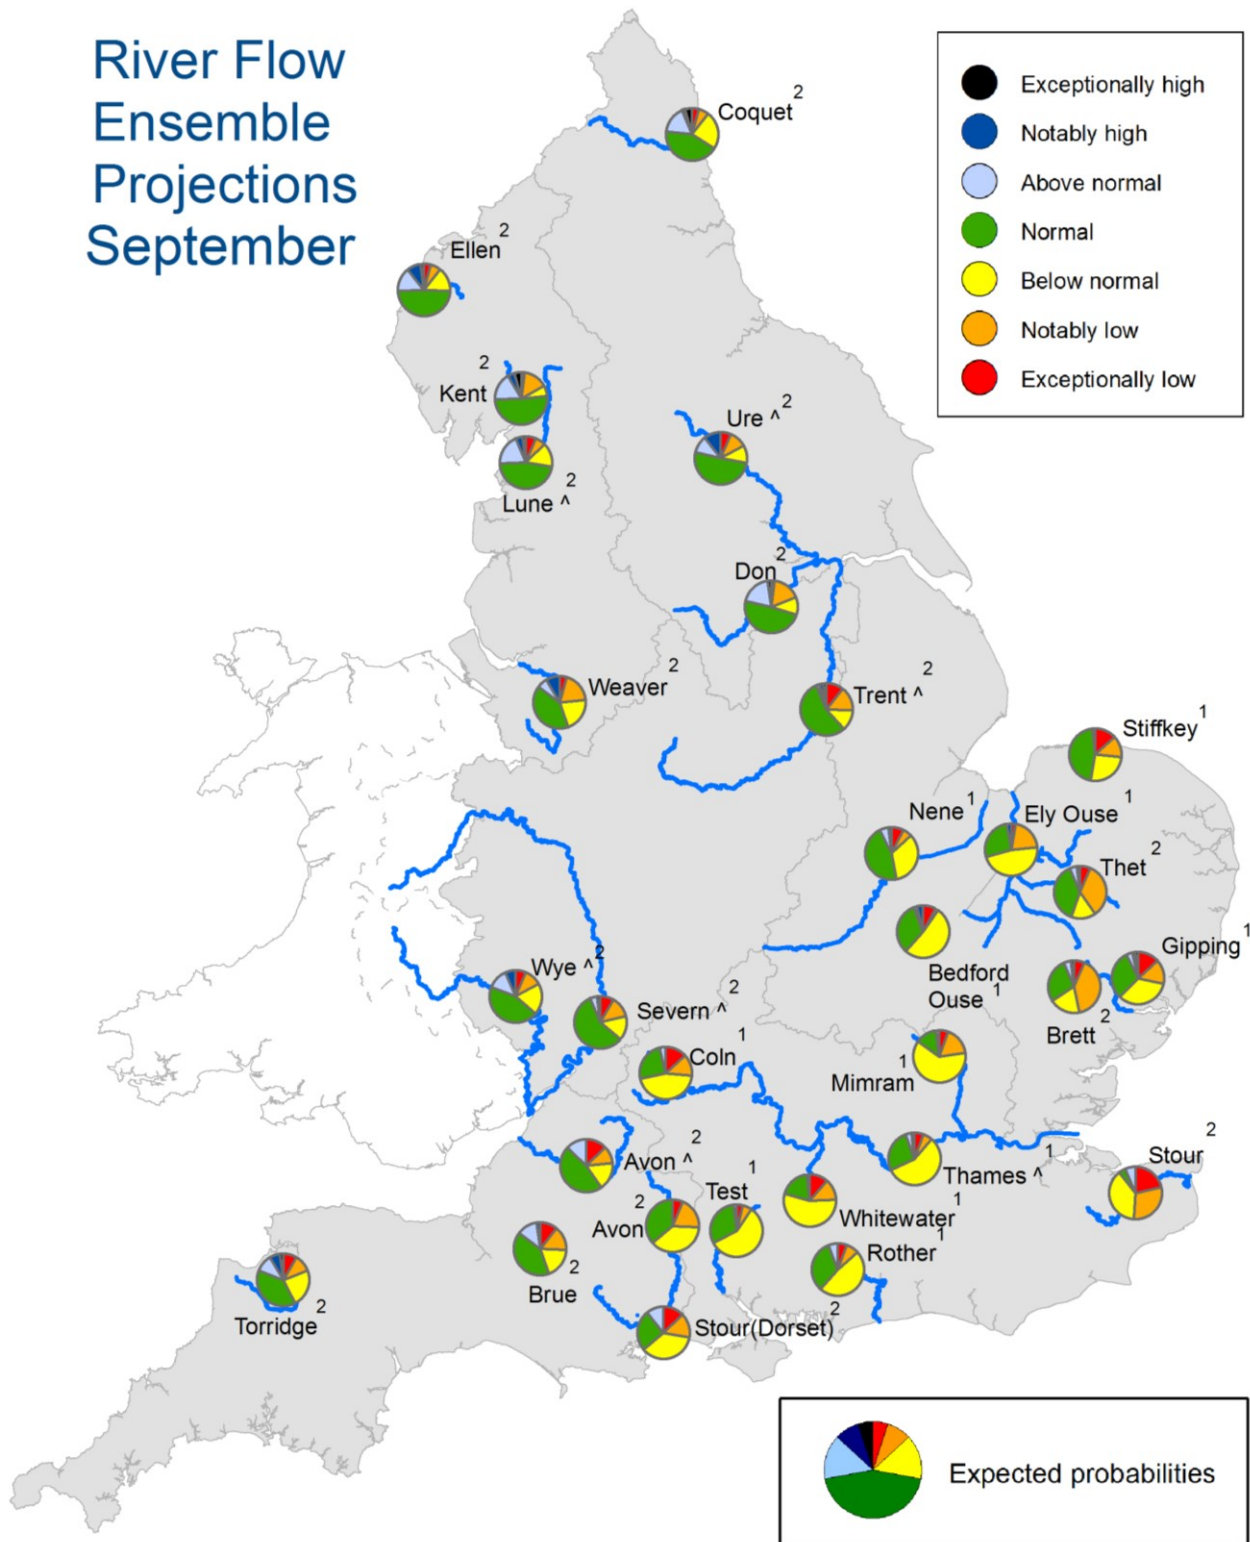 River Flow
Ensemble
Projections
September
Exceptionally high
Notably high
Above normal
Normal
Below normal
Notably low
Exceptionally low
Coquet 2
Ellen 2
2
Kent
Ure ^ 2
Lune ^ 2
Don 2
Weaver 2
Trent ^ 2
Stiffkey 1
Nene 1
Ely Ouse 1
Thet 2
Gipping 1
Bedford
Ouse 1
Brett 2
Wye ^ 2
Severn ^ 2
Coln 1
1
Mimram
Avon ^ 2
Thames ^ 1
Stour 2
Test 1
2
Avon
Whitewater 1
Rother 1
Brue 2
Torridge 2
Stour(Dorset) 2
Expected probabilities